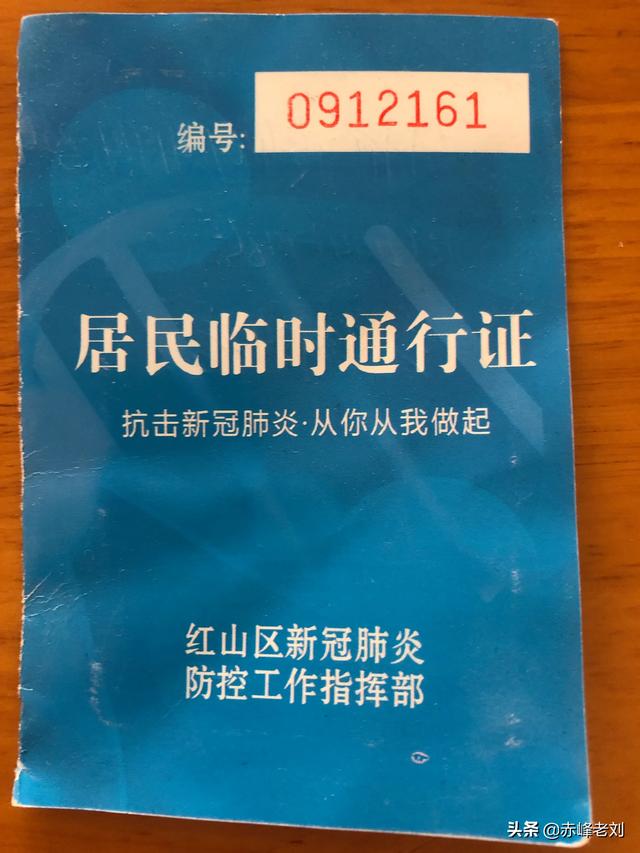 编号: 0912161
居民临时通行证
抗击新冠肺炎·从你从我做起
红山区新冠肺炎
防控工作指挥部
头条 @赤峰老刘